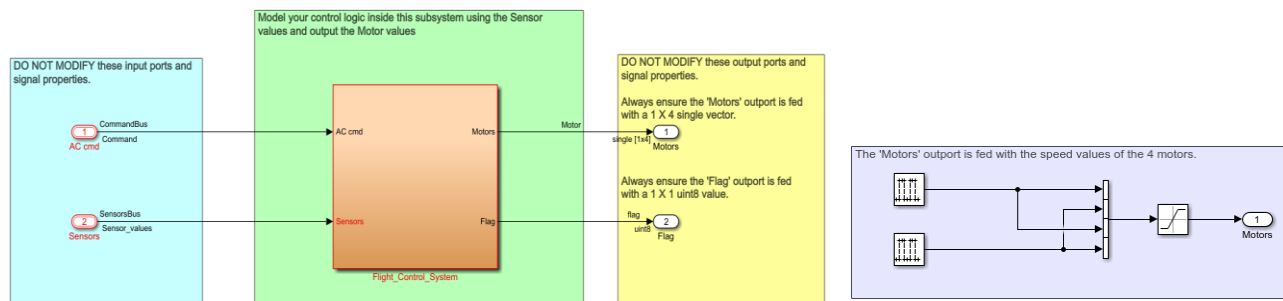 Model your control logic inside this subsystem using the Sensor
values and output the Motor values
DO NOT MODIFY these input ports and
signal properties.
CommandBus
1
Command
AC cmd
SensorsBus
2
Sensor_values
Sensors
AC cmd
Motors
Sensors
Flag
Flight_Control_System
DO NOT MODIFY these output ports and
signal properties.
Always ensure the 'Motors' outport is fed
with a 1 X 4 single vector.
Motor
1
single [1x4]
Motors
Always ensure the 'Flag' outport is fed
with a 1 X 1 uint8 value.
flag
2
uint8
Flag
The 'Motors' outport is fed with the speed values of the 4 motors.
1
Motors